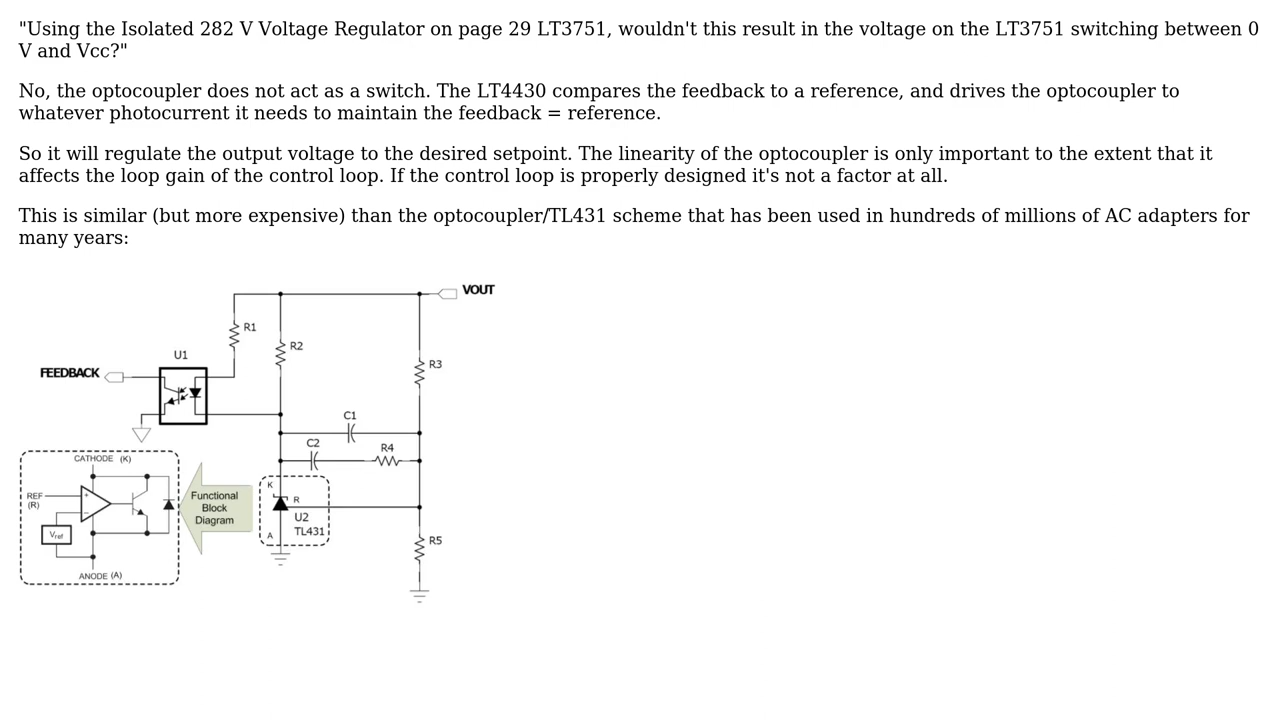 "Using the Isolated 282 V Voltage Regulator on page 29 LT3751, wouldn't this result in the voltage on the LT3751 switching between 0
V and Vcc?"
No, the optocoupler does not act as a switch. The LT4430 compares the feedback to a reference, and drives the optocoupler to
whatever photocurrent it needs to maintain the feedback = reference.
So it will regulate the output voltage to the desired setpoint. The linearity of the optocoupler is only important to the extent that it
affects the loop gain of the control loop. If the control loop is properly designed it's not a factor at all.
This is similar (but more expensive) than the optocoupler/TL431 scheme that has been used in hundreds of millions of AC adapters for
many years:
VOUT
R1
R2
U1
R3
FEEDBACK
C1
C2
R4
CATHODE (K)
K
REF
(R)
+
−
Functional
Block
Diagram
R
U2
TL431
Vref
A
R5
ANODE (A)